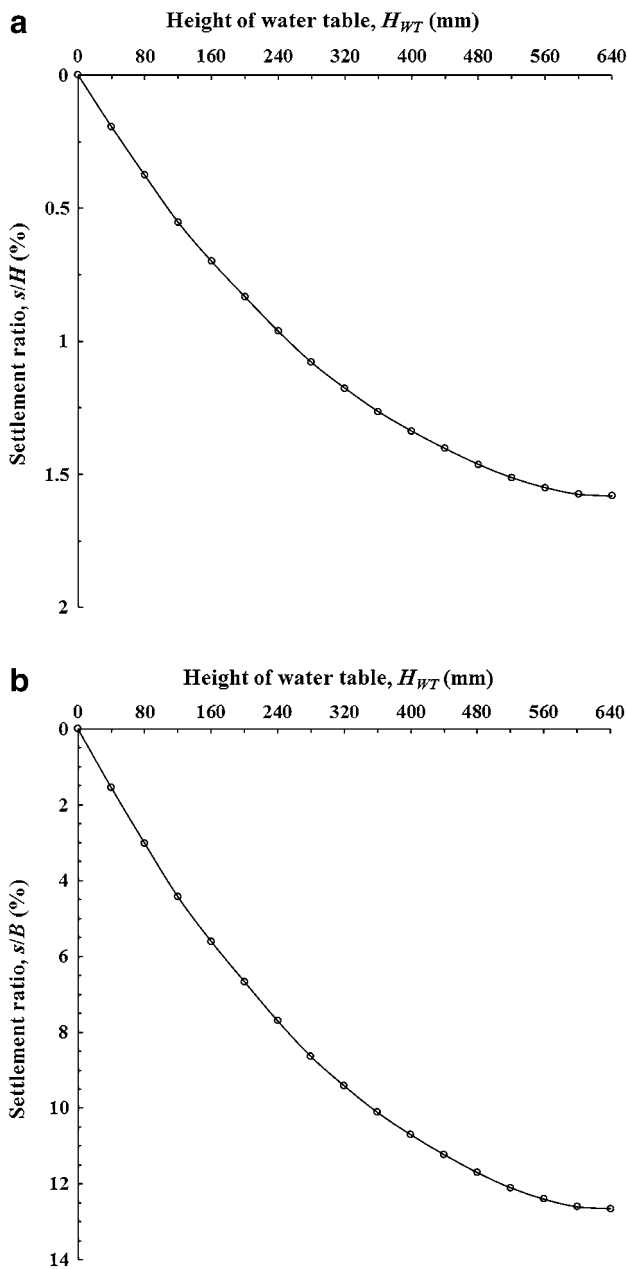 a
Height of water table, H_WT (mm)
0 80 160 240 320 400 480 560 640
0
0.5
1
1.5
2
Settlement ratio, s/H (%)
b
Height of water table, H_WT (mm)
0 80 160 240 320 400 480 560 640
0
2
4
6
8
10
12
14
Settlement ratio, s/B (%)